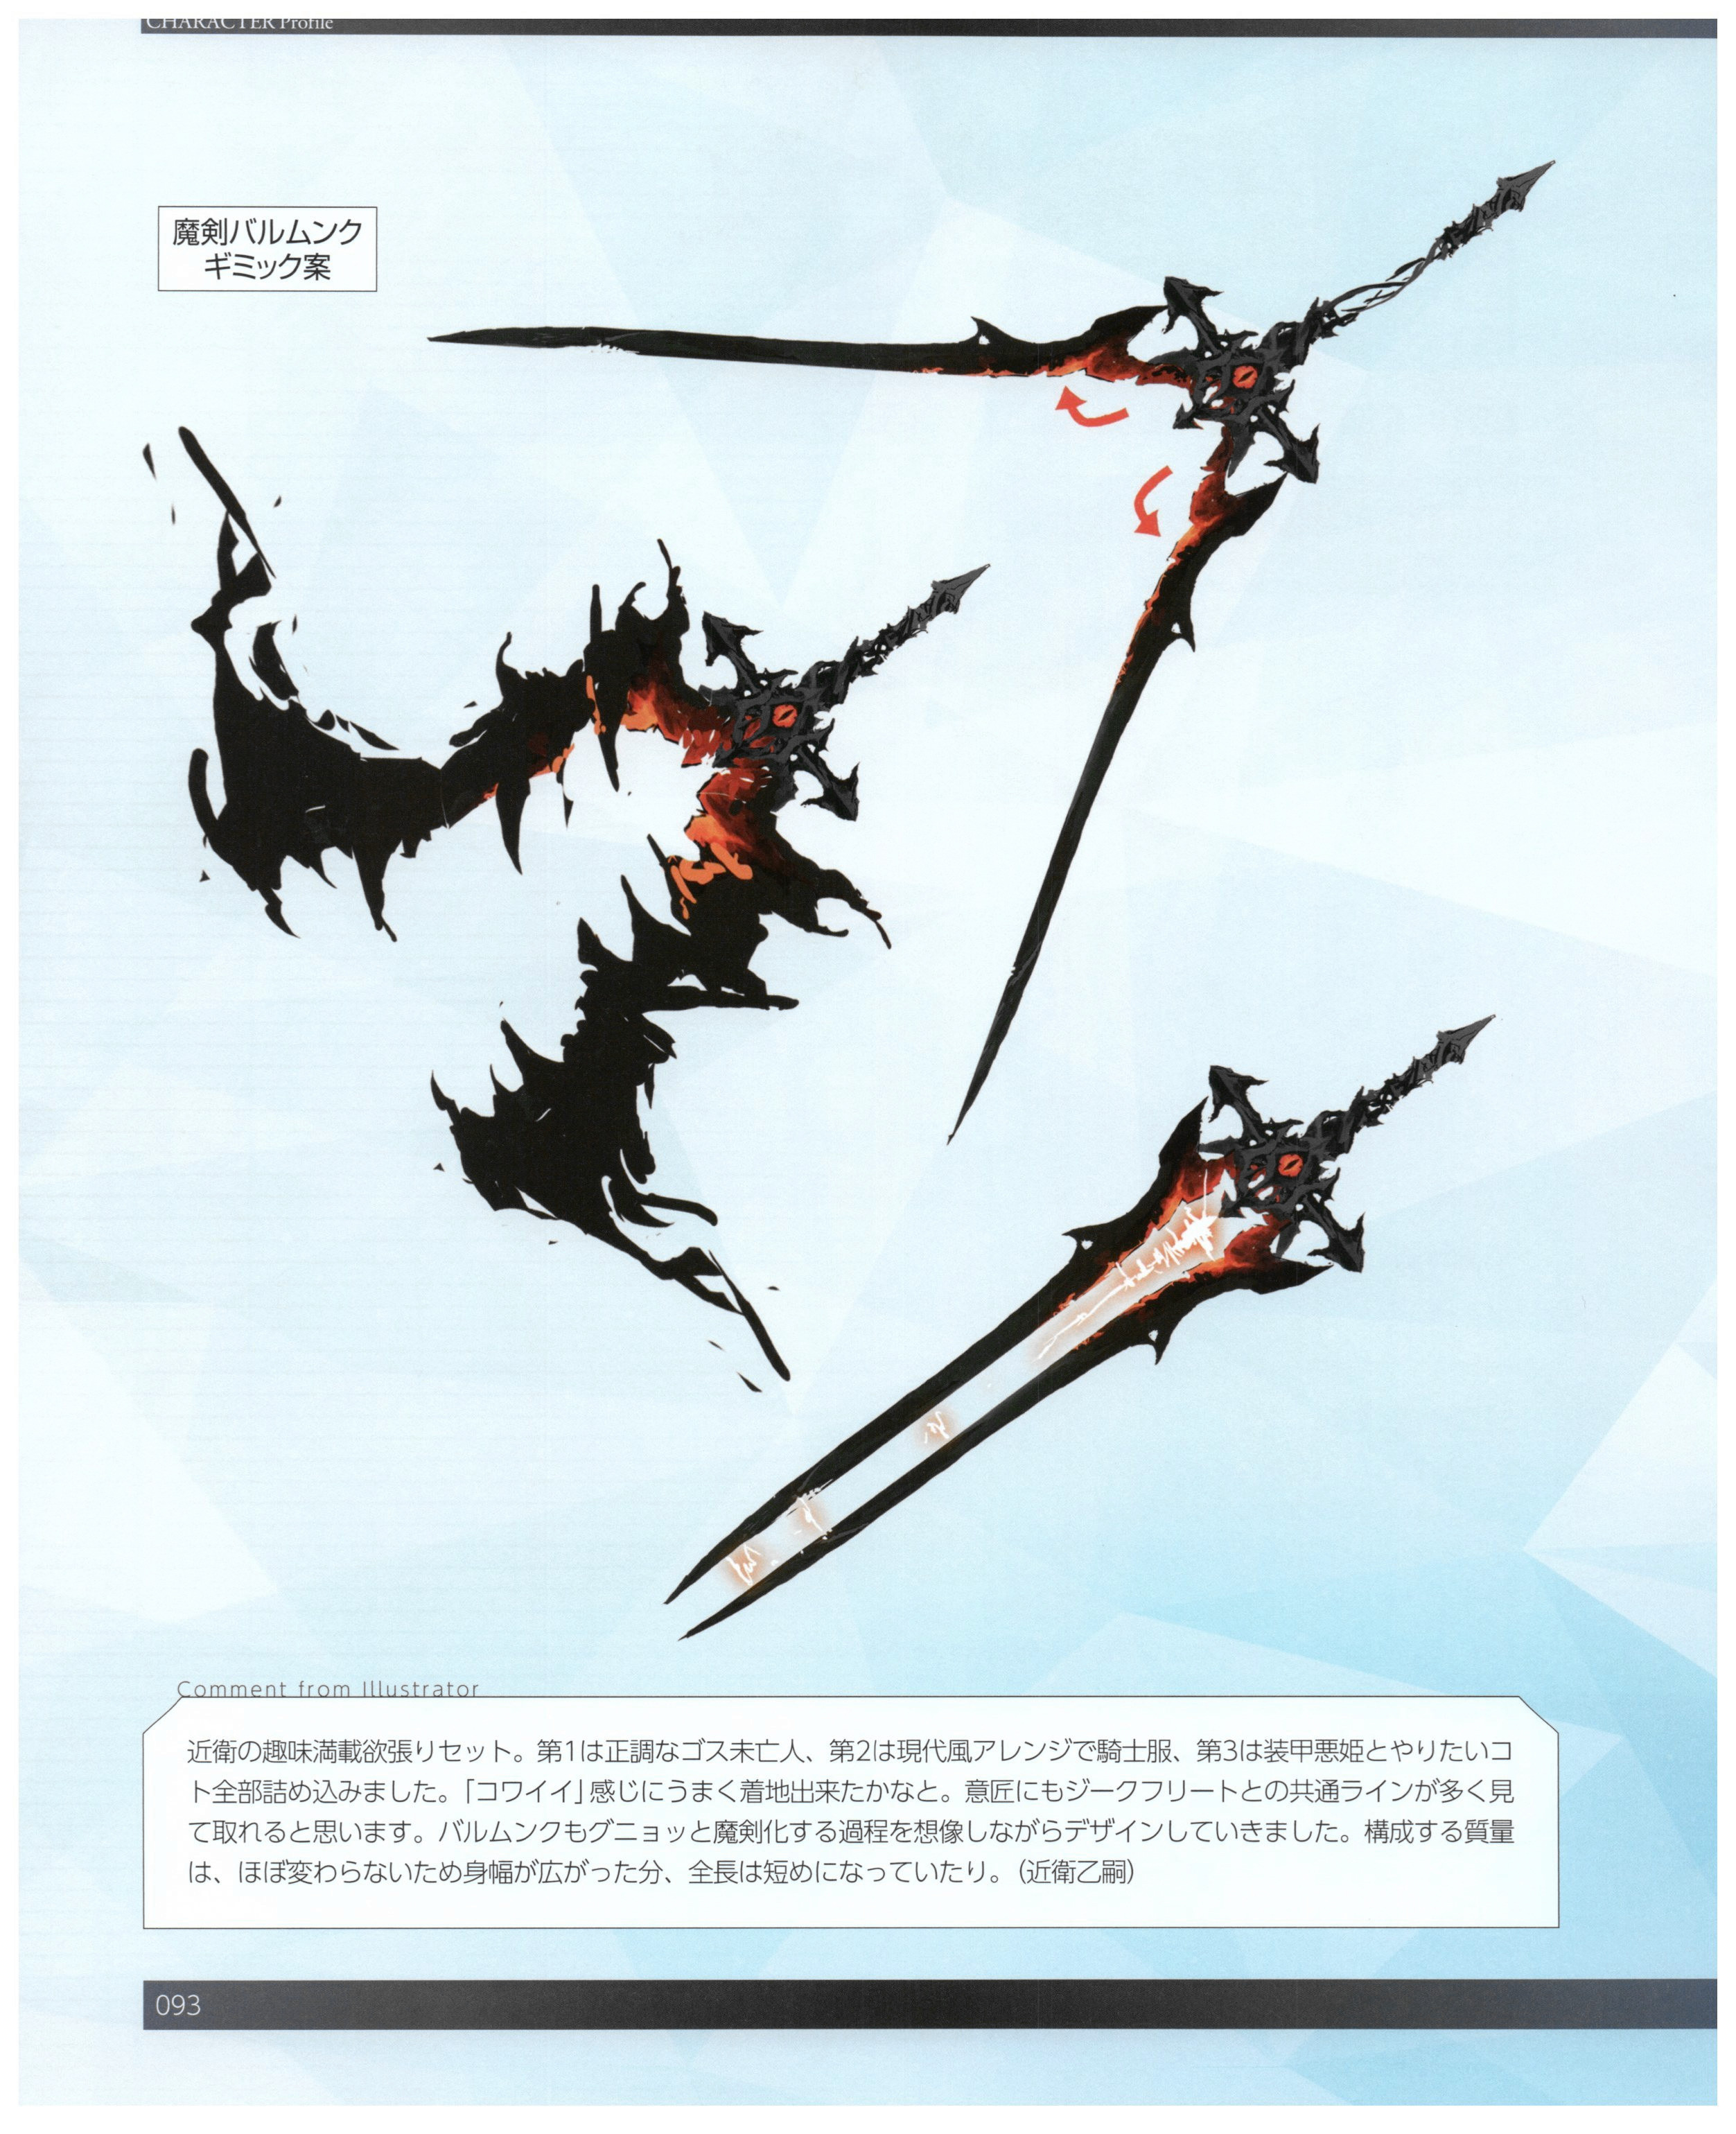 CHARACTER Profile
魔剣バルムンク
ギミック案
Comment from Illustrator
近衛の趣味満載欲張りセット。第1は正調なゴス未亡人、第2は現代風アレンジで騎士服、第3は装甲悪姫とやりたいコ
ト全部詰め込みました。「コワイイ」感じにうまく着地出来たかなと。意匠にもジークフリートとの共通ラインが多く見
て取れると思います。バルムンクもグニョッと魔剣化する過程を想像しながらデザインしていきました。構成する質量
は、ほぼ変わらないため身幅が広がった分、全長は短めになっていたり。（近衛乙嗣）
093